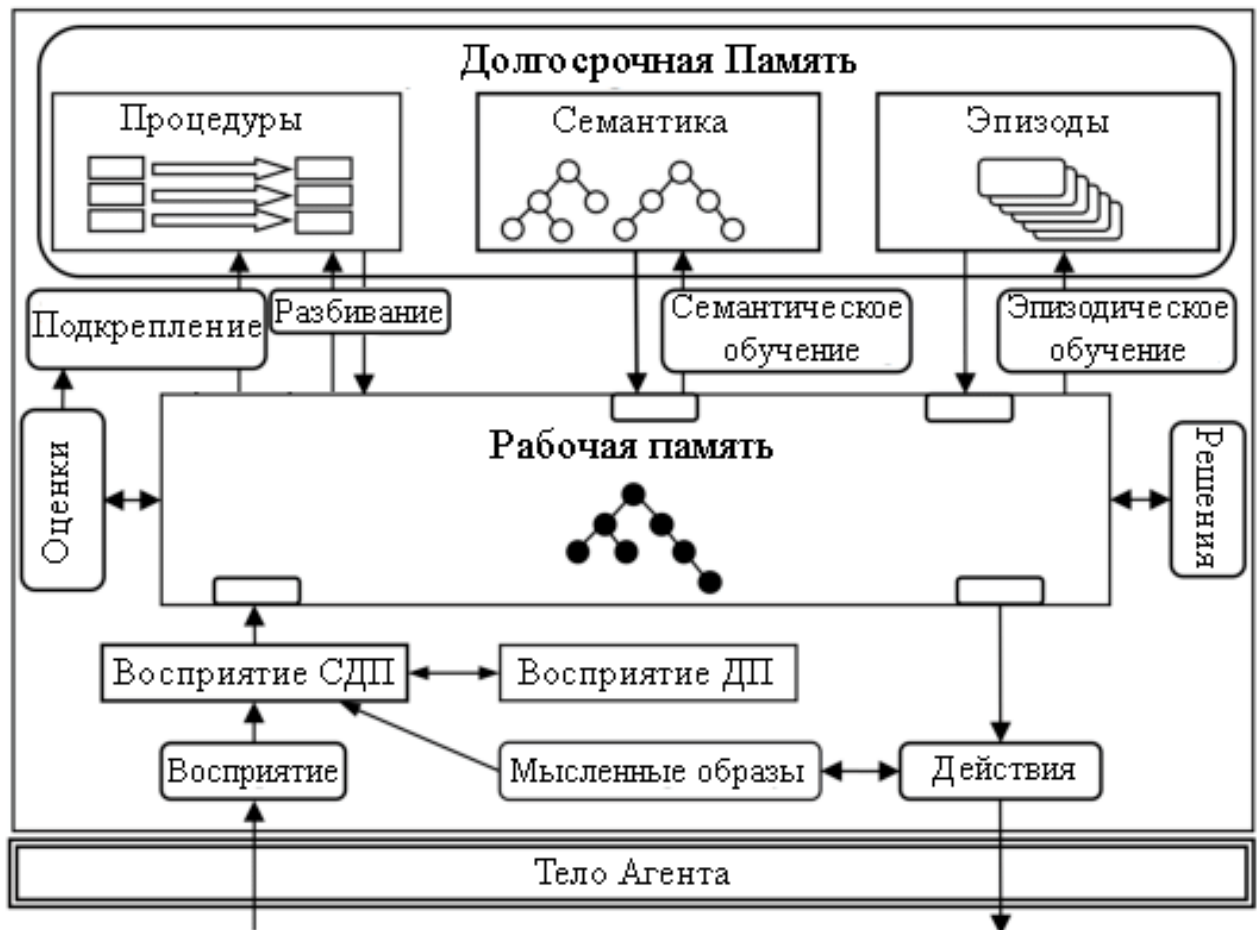 Долгосрочная Память
Процедуры
Семантика
Эпизоды
Подкрепление
Разбивание
Семантическое
обучение
Эпизодическое
обучение
Оценки
Рабочая память
Решения
Восприятие СДП
Восприятие ДП
Восприятие
Мысленные образы
Действия
Тело Агента